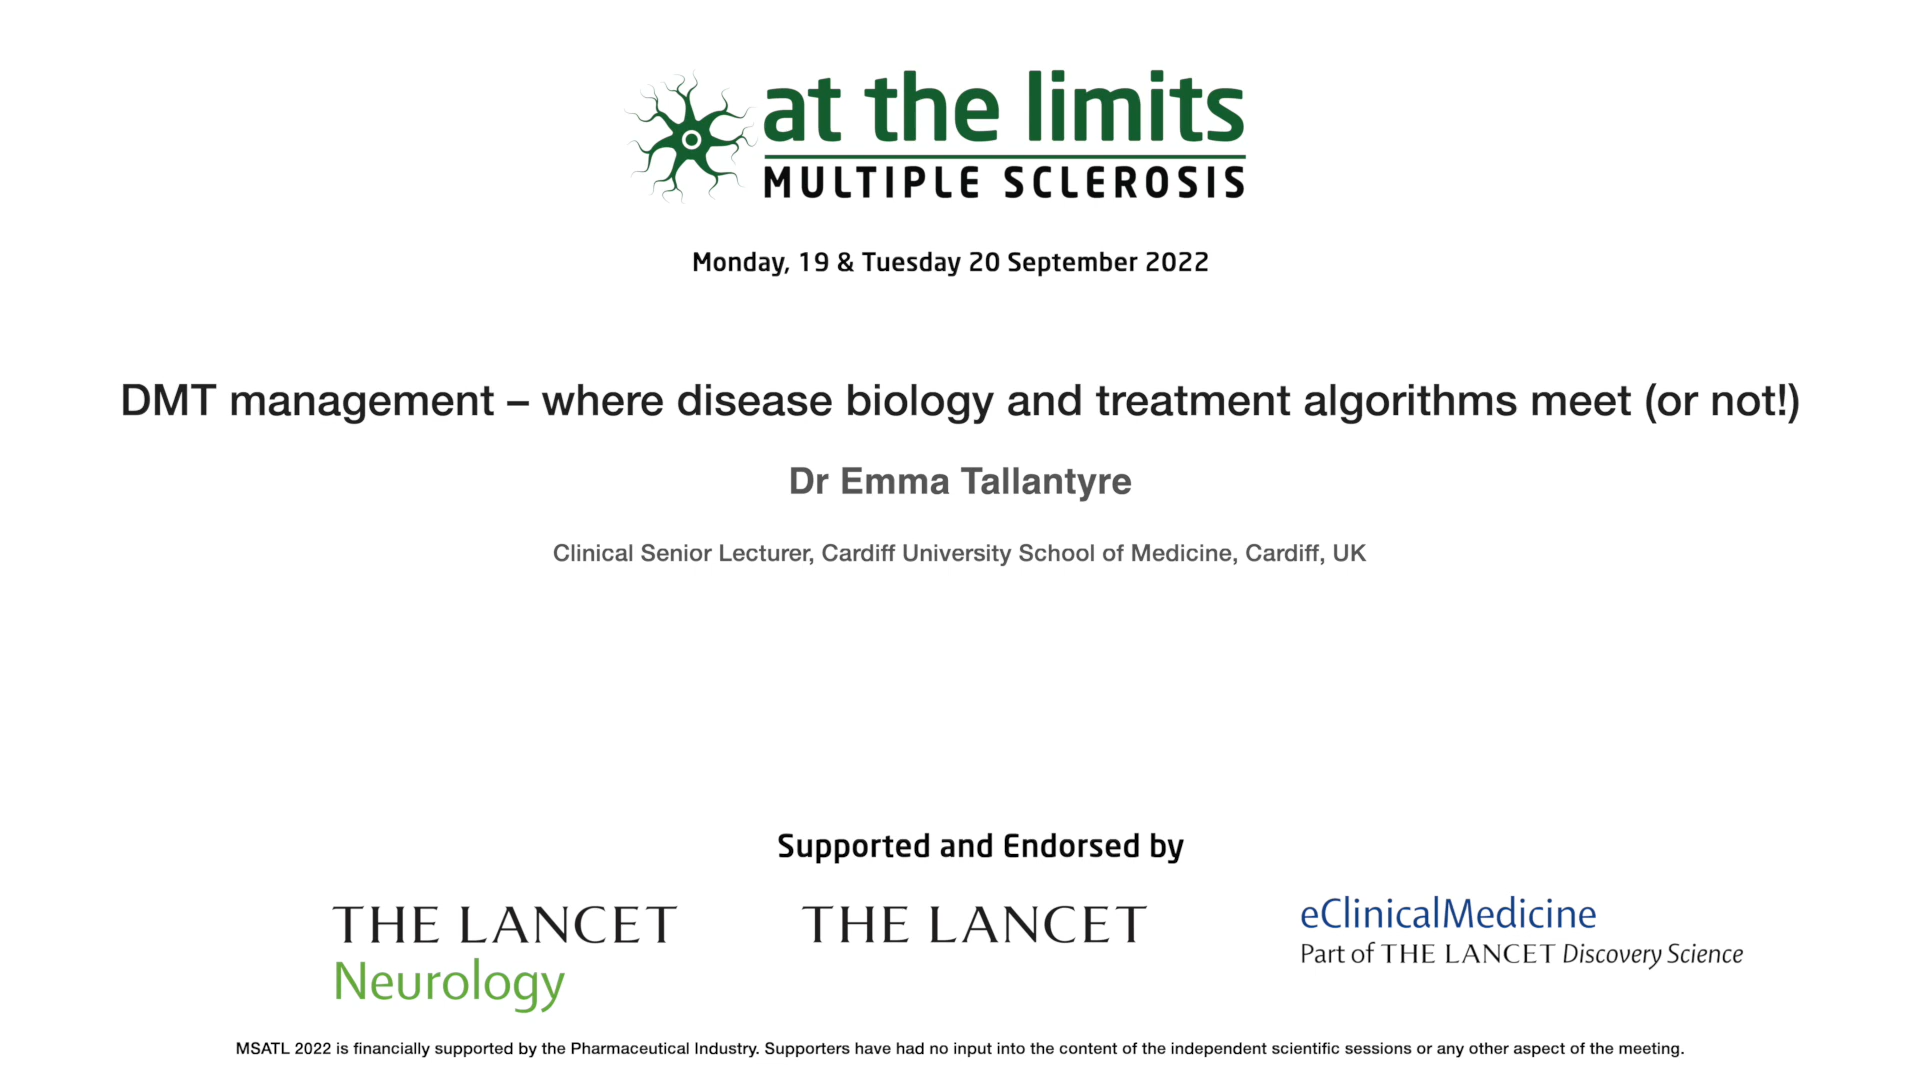 at the limits
MULTIPLE SCLEROSIS
Monday, 19 & Tuesday 20 September 2022
DMT management – where disease biology and treatment algorithms meet (or not!)
Dr Emma Tallantyre
Clinical Senior Lecturer, Cardiff University School of Medicine, Cardiff, UK
Supported and Endorsed by
THE LANCET
Neurology
THE LANCET
eClinicalMedicine
Part of THE LANCET Discovery Science
MSATL 2022 is financially supported by the Pharmaceutical Industry. Supporters have had no input into the content of the independent scientific sessions or any other aspect of the meeting.